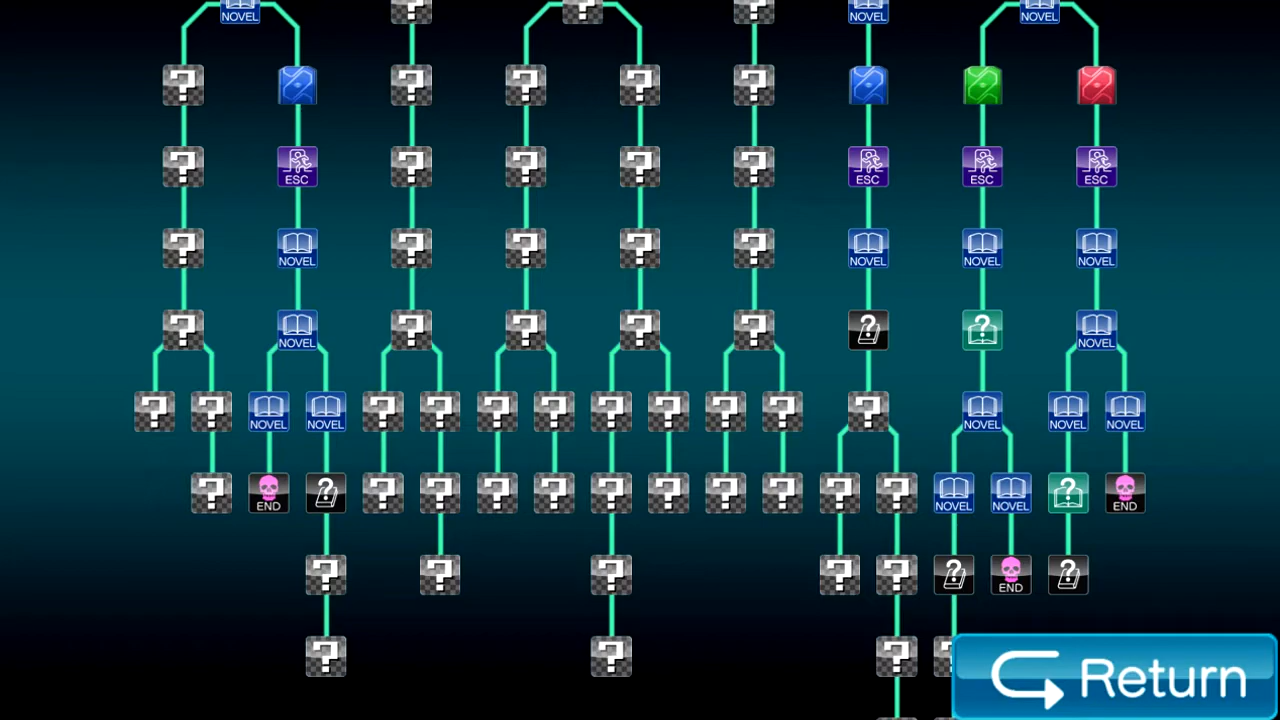 NOVEL NOVEL NOVEL
? ? ?
? ? ? ? ?
? ESC ? ? ? ? ESC ESC ESC
? NOVEL ? ? ? ? NOVEL NOVEL NOVEL
? NOVEL ? ? ? ? ? ? NOVEL
? ? NOVEL NOVEL ? ? ? ? ? ? ? ? ? NOVEL NOVEL NOVEL
? END ? ? ? ? ? ? ? ? ? ? ? NOVEL NOVEL ? END
? ? ? ? ? ? END ?
? ? ? ?
Return